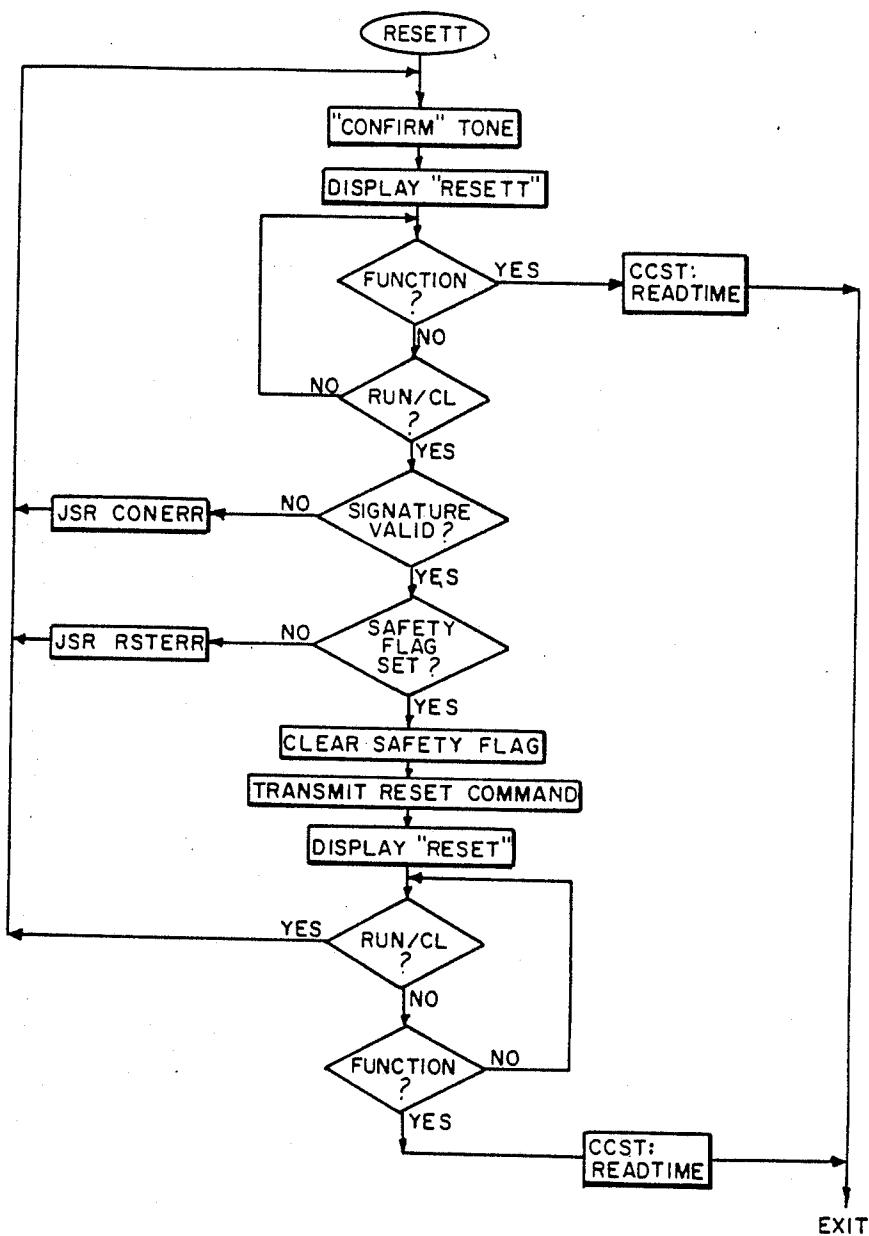 RESETT
"CONFIRM" TONE
DISPLAY "RESETT"
FUNCTION
?
YES
CCST:
READTIME
NO
NO
RUN/CL
?
YES
JSR CONERR
NO
SIGNATURE
VALID?
YES
JSR RSTERR
NO
SAFETY
FLAG
SET?
YES
CLEAR SAFETY FLAG
TRANSMIT RESET COMMAND
DISPLAY "RESET"
YES
RUN/CL
?
NO
FUNCTION
?
NO
YES
CCST:
READTIME
EXIT